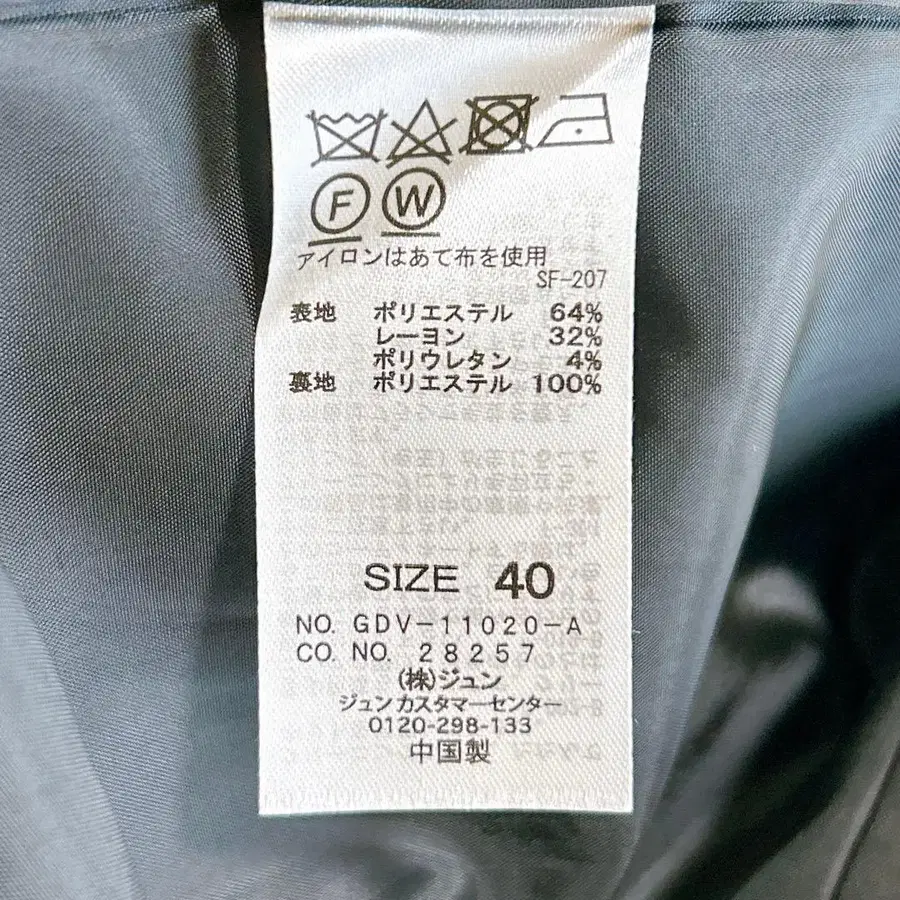 F W
アイロンはあて布を使用
SF-207
表地 ポリエステル 64%
レーヨン 32%
ポリウレタン 4%
裏地 ポリエステル 100%
SIZE 40
NO. GDV-11020-A
CO. NO. 28257
(株)ジュン
ジュンカスタマーセンター
0120-298-133
中国製